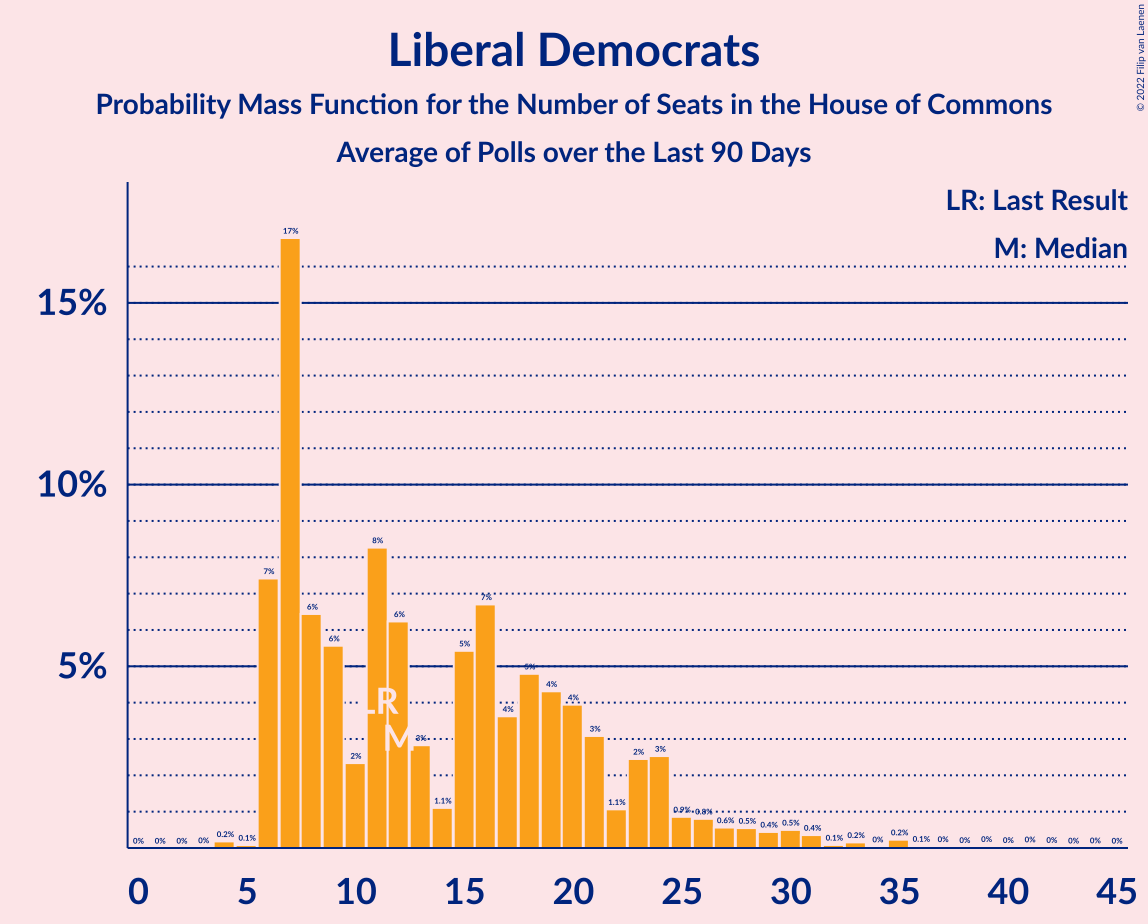 Liberal Democrats
Probability Mass Function for the Number of Seats in the House of Commons
Average of Polls over the Last 90 Days
© 2022 Filip van Laenen
LR: Last Result
M: Median
15%
10%
5%
0% 0% 0% 0% 0.2% 0.1% 7% 17% 6% 6% 2% 8% 6% 3% 1.1% 5% 7% 4% 5% 4% 4% 3% 1.1% 2% 3% 0.9% 0.8% 0.6% 0.5% 0.4% 0.5% 0.4% 0.1% 0.2% 0% 0.2% 0.1% 0% 0% 0% 0% 0% 0% 0% 0% 0%
LR
M
0 5 10 15 20 25 30 35 40 45